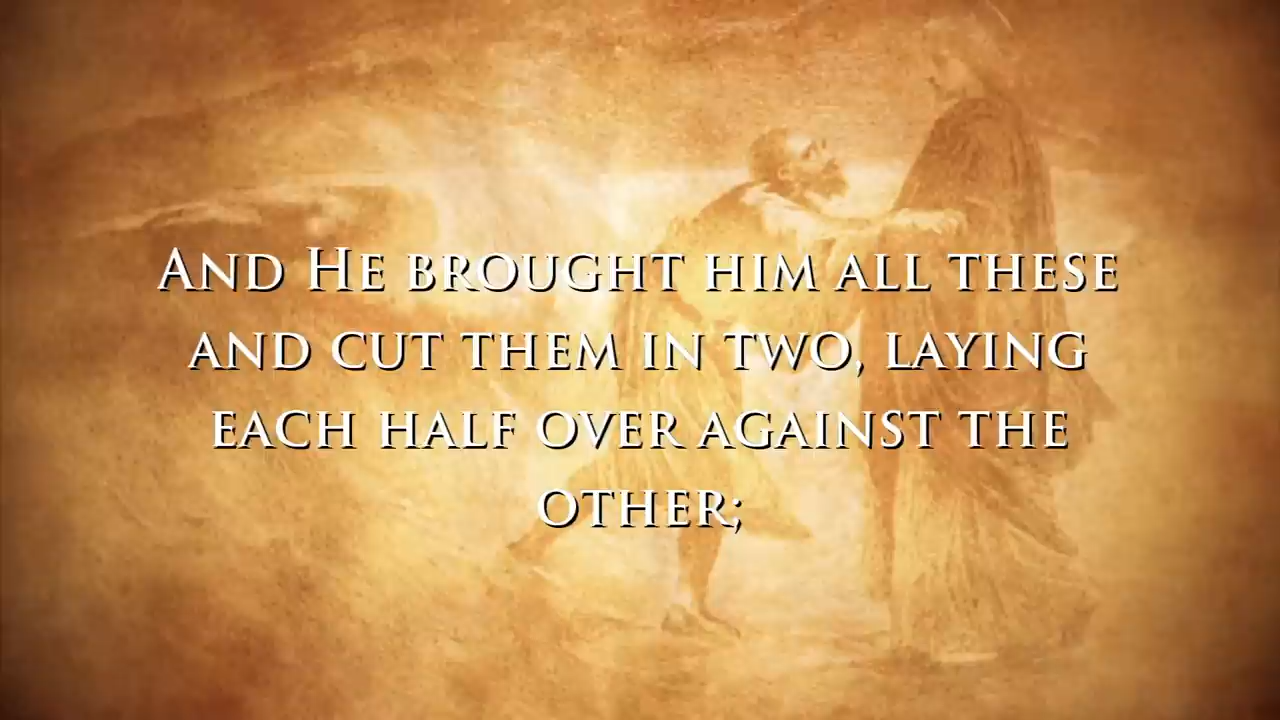 And He brought him all these
and cut them in two, laying
each half over against the
other;